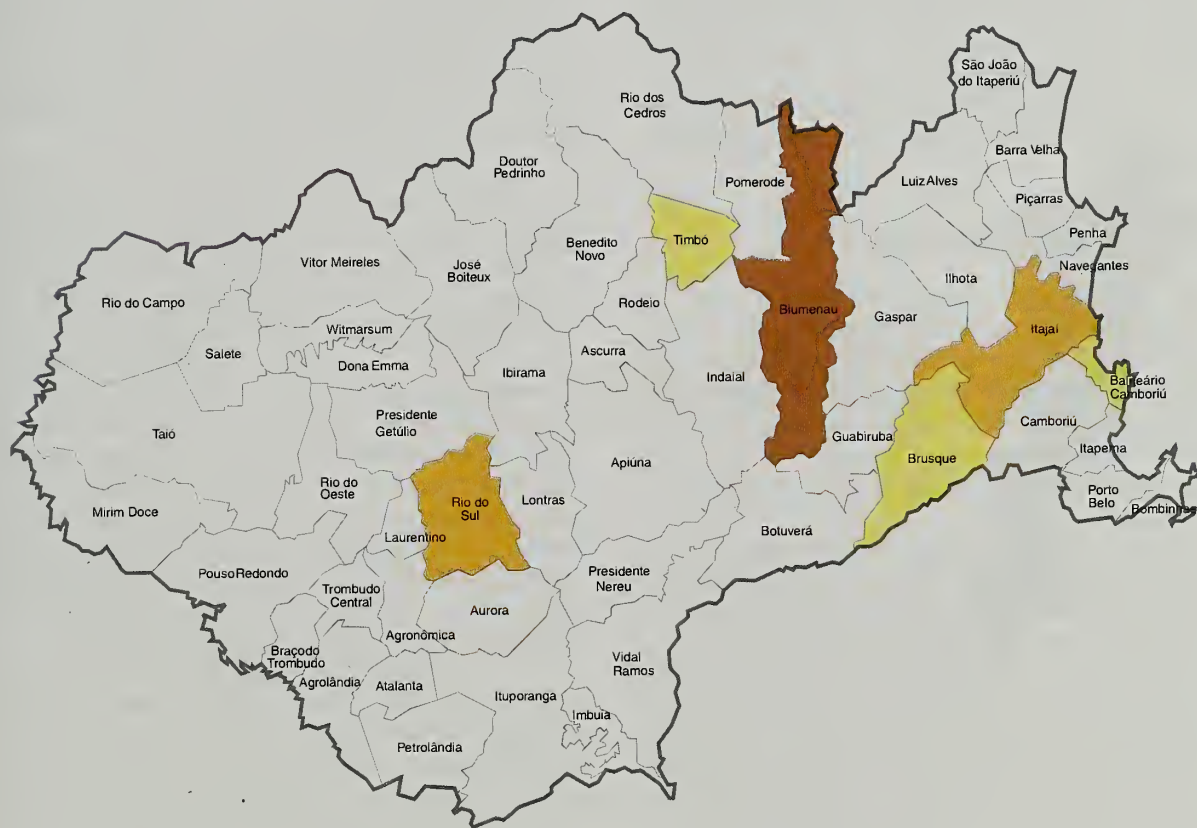 São João
do Itaperiú
Rio dos
Cedros
Barra Velha
Doutor
Pedrinho
Pomerode
Luiz Alves
Piçarras
Timbó
Penha
Benedito
Novo
Vitor Meireles
José
Boiteux
Navegantes
Ilhota
Rio do Campo
Rodeio
Blumenau
Gaspar
Itajaí
Witmarsum
Salete
Dona Emma
Ascurra
Ibirama
Indaial
Balneário
Camboriú
Presidente
Getúlio
Camboriú
Taió
Guabiruba
Itapema
Brusque
Apiúna
Rio do
Oeste
Rio do
Sul
Lontras
Porto
Belo
Bombinhas
Mirim Doce
Botuverá
Laurentino
Pouso Redondo
Presidente
Nereu
Trombudo
Central
Aurora
Agronômica
Braçodo
Trombudo
Vidal
Ramos
Agrolândia
Atalanta
Ituporanga
Imbuia
Petrolândia